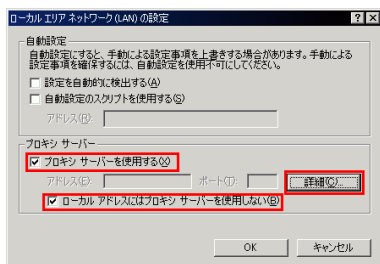 ローカル エリア ネットワーク(LAN) の設定
自動設定
自動設定にすると、手動による設定事項を上書きする場合があります。手動による
設定事項を確保するには、自動設定を使用不可にしてください。
設定を自動的に検出する(A)
自動設定のスクリプトを使用する(S)
アドレス(R):
プロキシ サーバー
プロキシ サーバーを使用する(X)
アドレス(E): ポート(T): 詳細(C)...
ローカル アドレスにはプロキシ サーバーを使用しない(B)
OK キャンセル